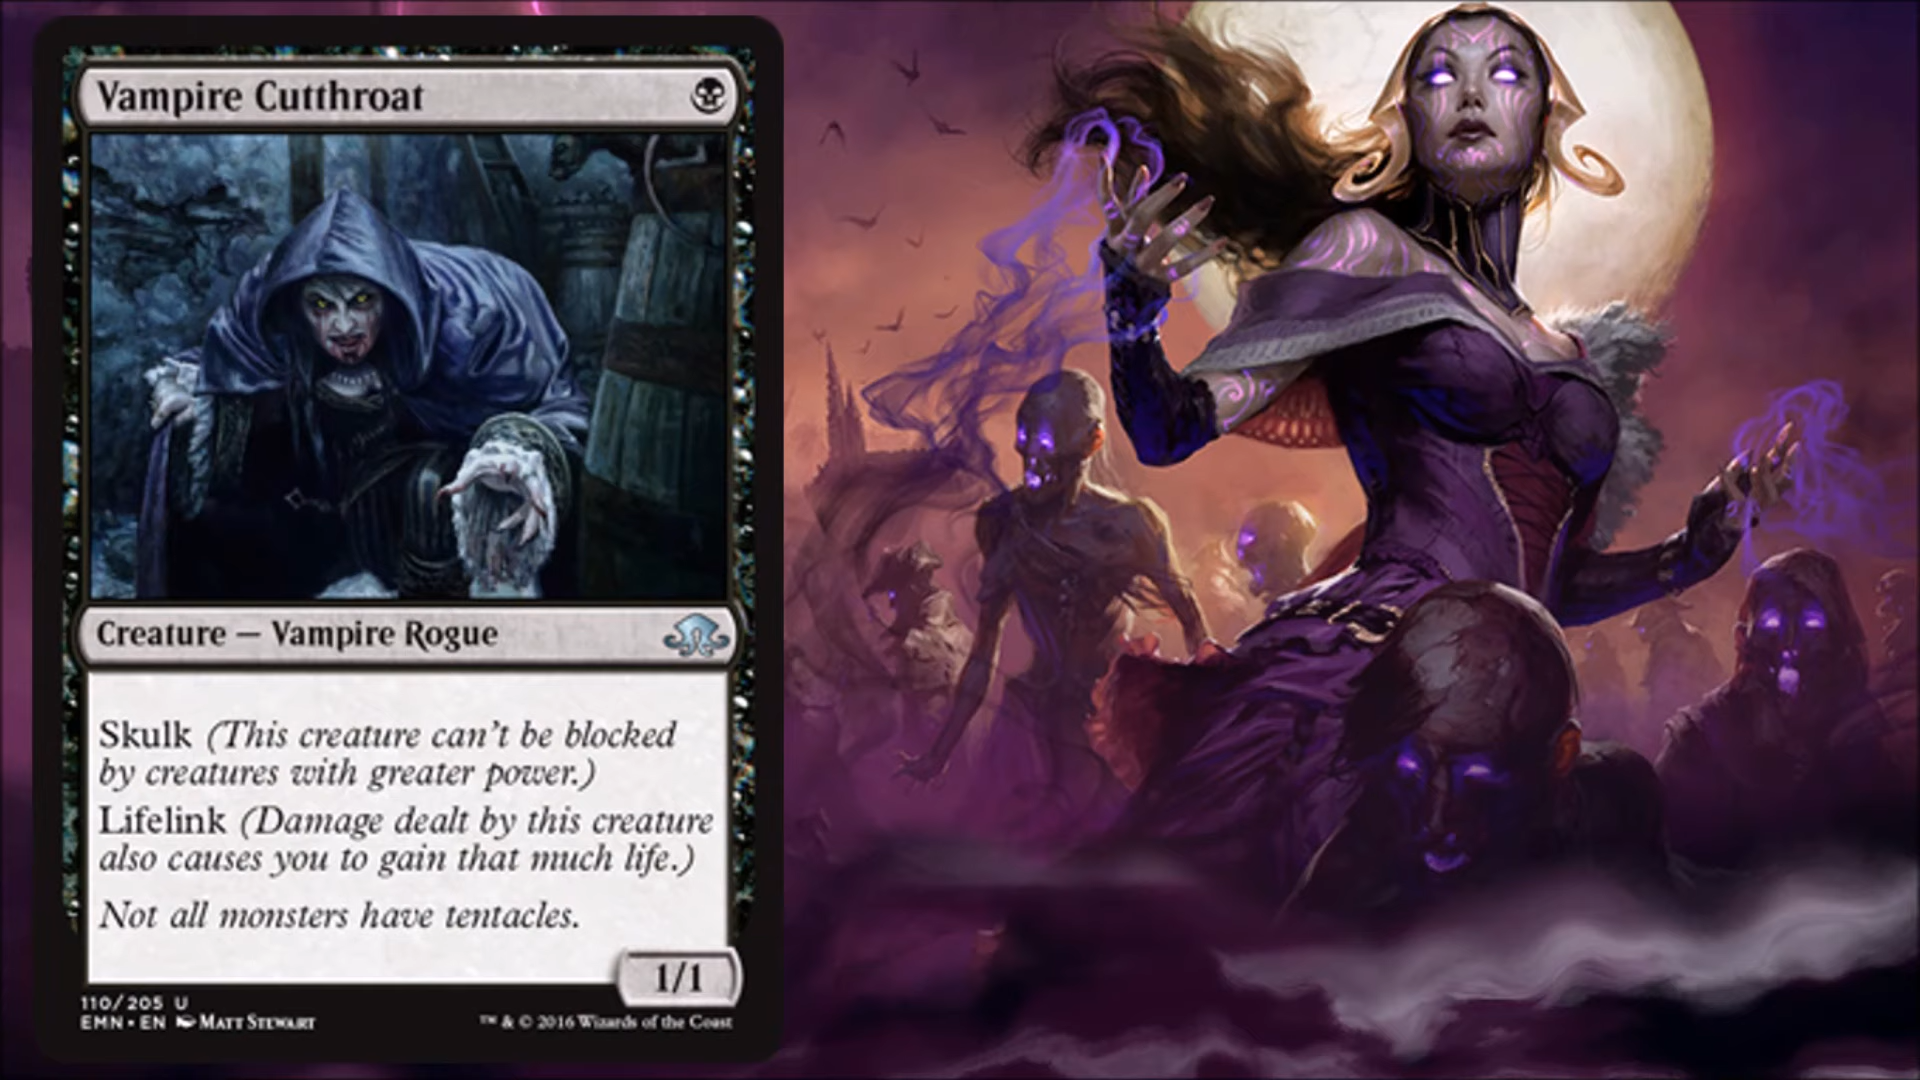 Vampire Cutthroat
Creature — Vampire Rogue
Skulk (This creature can't be blocked
by creatures with greater power.)
Lifelink (Damage dealt by this creature
also causes you to gain that much life.)
Not all monsters have tentacles.
1/1
110/205 U
EMN • EN Matt Stewart
™ & © 2016 Wizards of the Coast